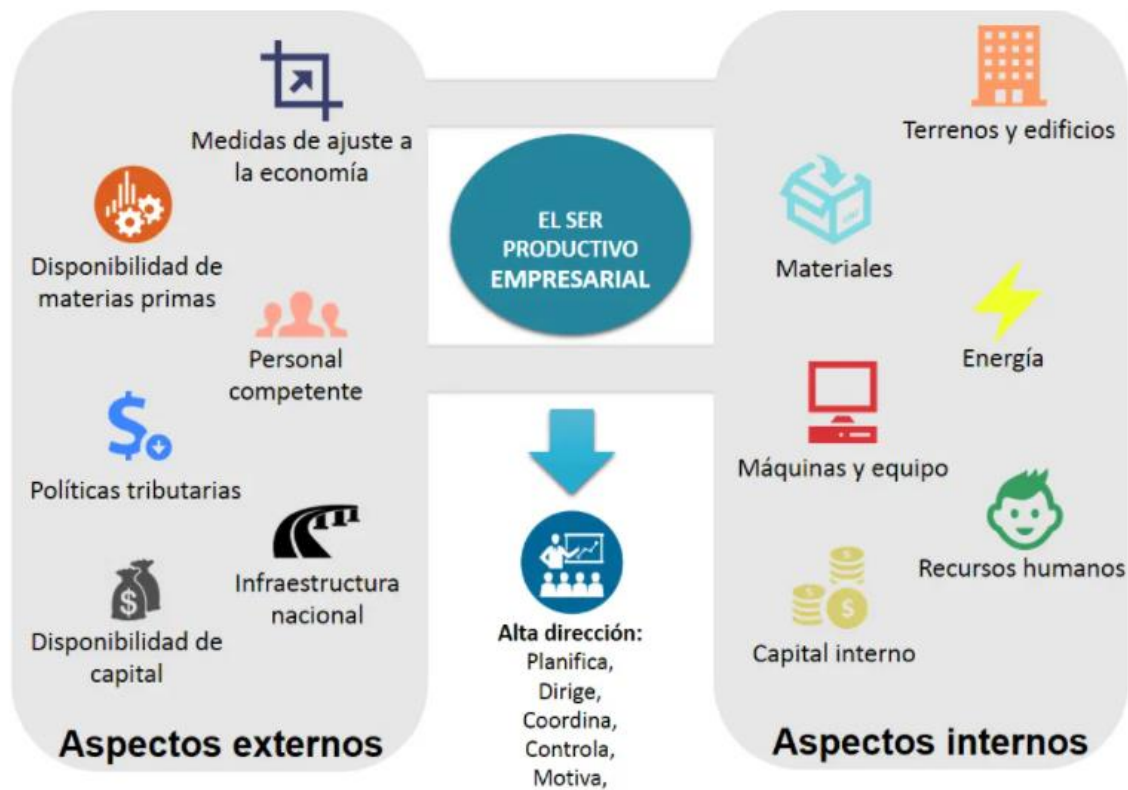 Medidas de ajuste a
la economía
Disponibilidad de
materias primas
Personal
competente
Políticas tributarias
Infraestructura
nacional
Disponibilidad de
capital
Aspectos externos
EL SER
PRODUCTIVO
EMPRESARIAL
Alta dirección:
Planifica,
Dirige,
Coordina,
Controla,
Motiva,
Terrenos y edificios
Materiales
Energía
Máquinas y equipo
Recursos humanos
Capital interno
Aspectos internos